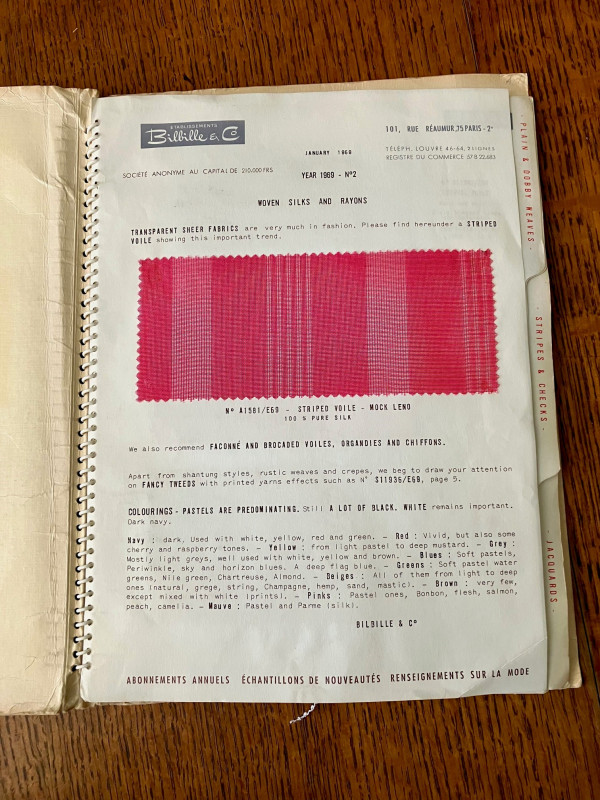 ETABLISSEMENTS
Bilbille & Cº
101, RUE RÉAUMUR, 75 PARIS - 2e
JANUARY 1968
TÉLÉPH. LOUVRE 46-64, 2 LIGNES
REGISTRE DU COMMERCE 57 B 22.683
SOCIÉTÉ ANONYME AU CAPITAL DE 210.000 FRS
YEAR 1969 - Nº2
WOVEN SILKS AND RAYONS
TRANSPARENT SHEER FABRICS are very much in fashion. Please find hereunder a STRIPED
VOILE showing this important trend.
Nº A1581/E69 - STRIPED VOILE - MOCK LENO
100 % PURE SILK
We also recommend FACONNÉ AND BROCADED VOILES, ORGANDIES AND CHIFFONS.
Apart from shantung styles, rustic weaves and crepes, we beg to draw your attention
on FANCY TWEEDS with printed yarns effects such as Nº S11936/E69, page 5.
COLOURINGS - PASTELS ARE PREDOMINATING. Still A LOT OF BLACK. WHITE remains important.
Dark navy.
Navy : dark, Used with white, yellow, red and green. — Red : Vivid, but also some
cherry and raspberry tones. — Yellow : from light pastel to deep mustard. — Grey :
Mostly light greys, well used with white, yellow and brown. — Blues : Soft pastels,
Periwinkle, sky and horizon blues. A deep flag blue. — Greens : Soft pastel water
greens, Nile green, Chartreuse, Almond. — Beiges : All of them from light to deep
ones (natural, grege, string, Champagne, hemp, sand, mastic). — Brown : very few,
except mixed with white (prints). — Pinks : Pastel ones, Bonbon, flesh, salmon,
peach, camelia. — Mauve : Pastel and Parme (silk).
BILBILLE & Cº
ABONNEMENTS ANNUELS ÉCHANTILLONS DE NOUVEAUTÉS RENSEIGNEMENTS SUR LA MODE
PLAIN & DOBBY WEAVES -
- STRIPES & CHECKS -
- JACQUARDS -